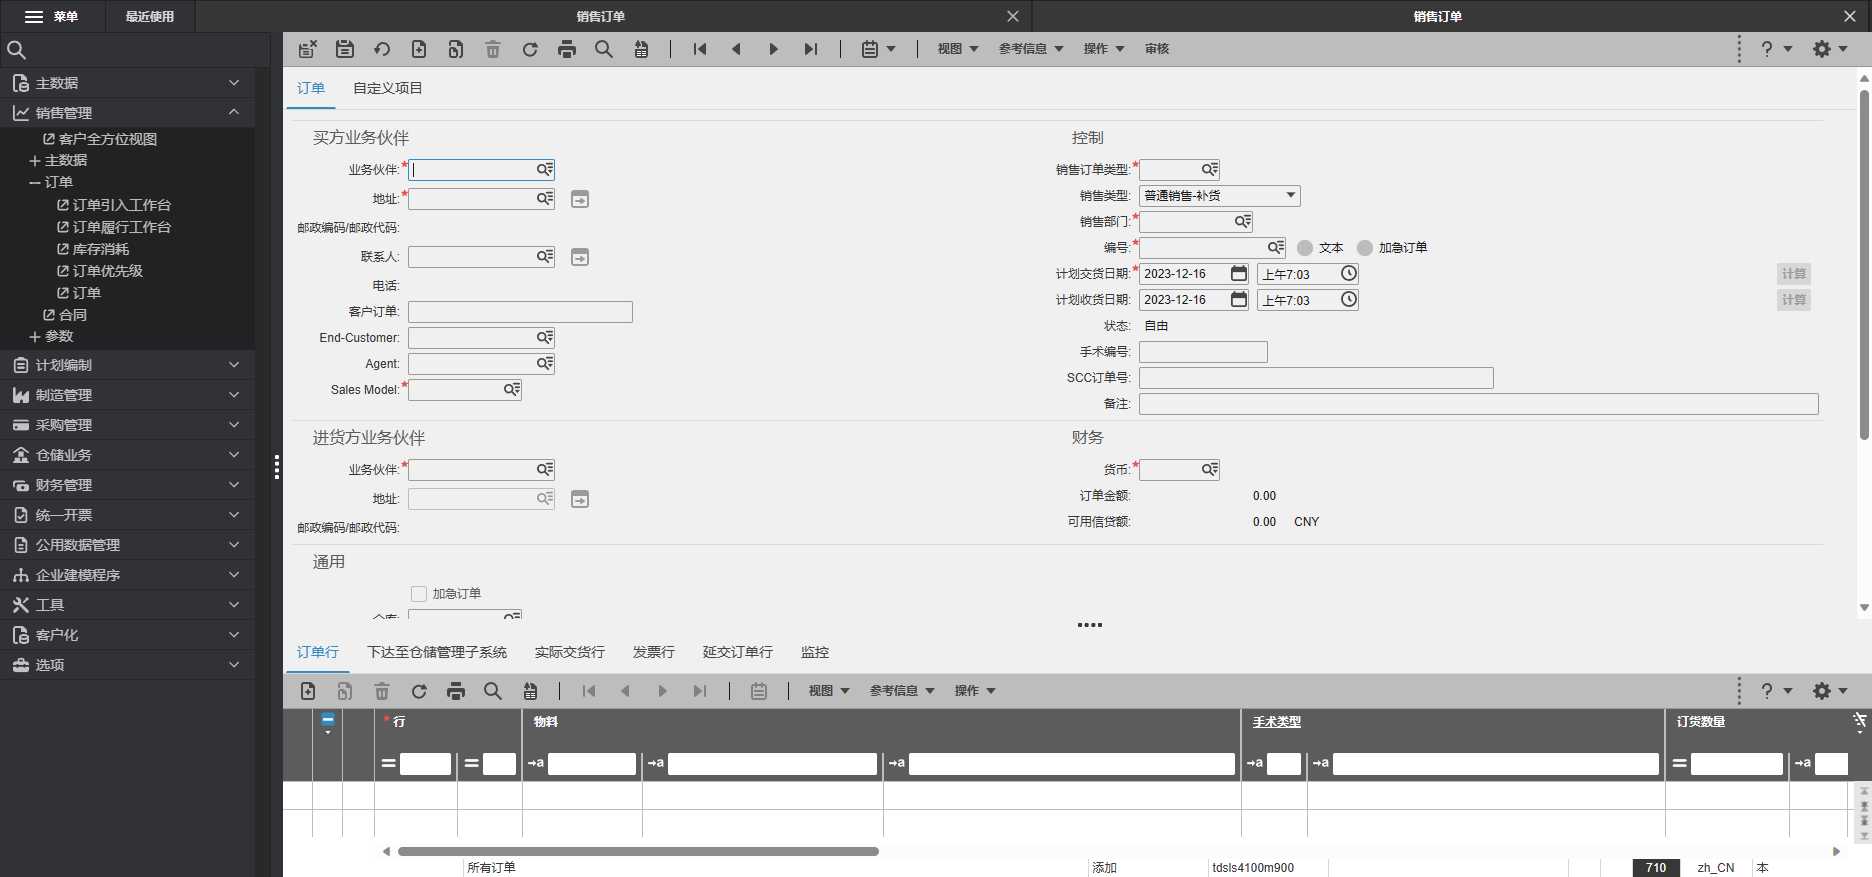 菜单 最近使用 销售订单 销售订单
视图 参考信息 操作 审核
主数据
销售管理
客户全方位视图
主数据
订单
订单引入工作台
订单履行工作台
库存消耗
订单优先级
订单
合同
参数
计划编制
制造管理
采购管理
仓储业务
财务管理
统一开票
公用数据管理
企业建模程序
工具
客户化
选项
订单 自定义项目
买方业务伙伴
业务伙伴:*
地址:*
邮政编码/邮政代码:
联系人:
电话:
客户订单:
End-Customer:
Agent:
Sales Model:*
控制
销售订单类型:*
销售类型: 普通销售-补货
销售部门:*
编号:* 文本 加急订单
计划交货日期:* 2023-12-16 上午7:03 计算
计划收货日期: 2023-12-16 上午7:03 计算
状态: 自由
手术编号:
SCC订单号:
备注:
进货方业务伙伴
业务伙伴:*
地址:
邮政编码/邮政代码:
财务
货币:*
订单金额: 0.00
可用信贷额: 0.00 CNY
通用
加急订单
订单行 下达至仓储管理子系统 实际交货行 发票行 延交订单行 监控
视图 参考信息 操作
* 行 物料 手术类型 订货数量
所有订单 添加 tdsls4100m900 710 zh_CN 本